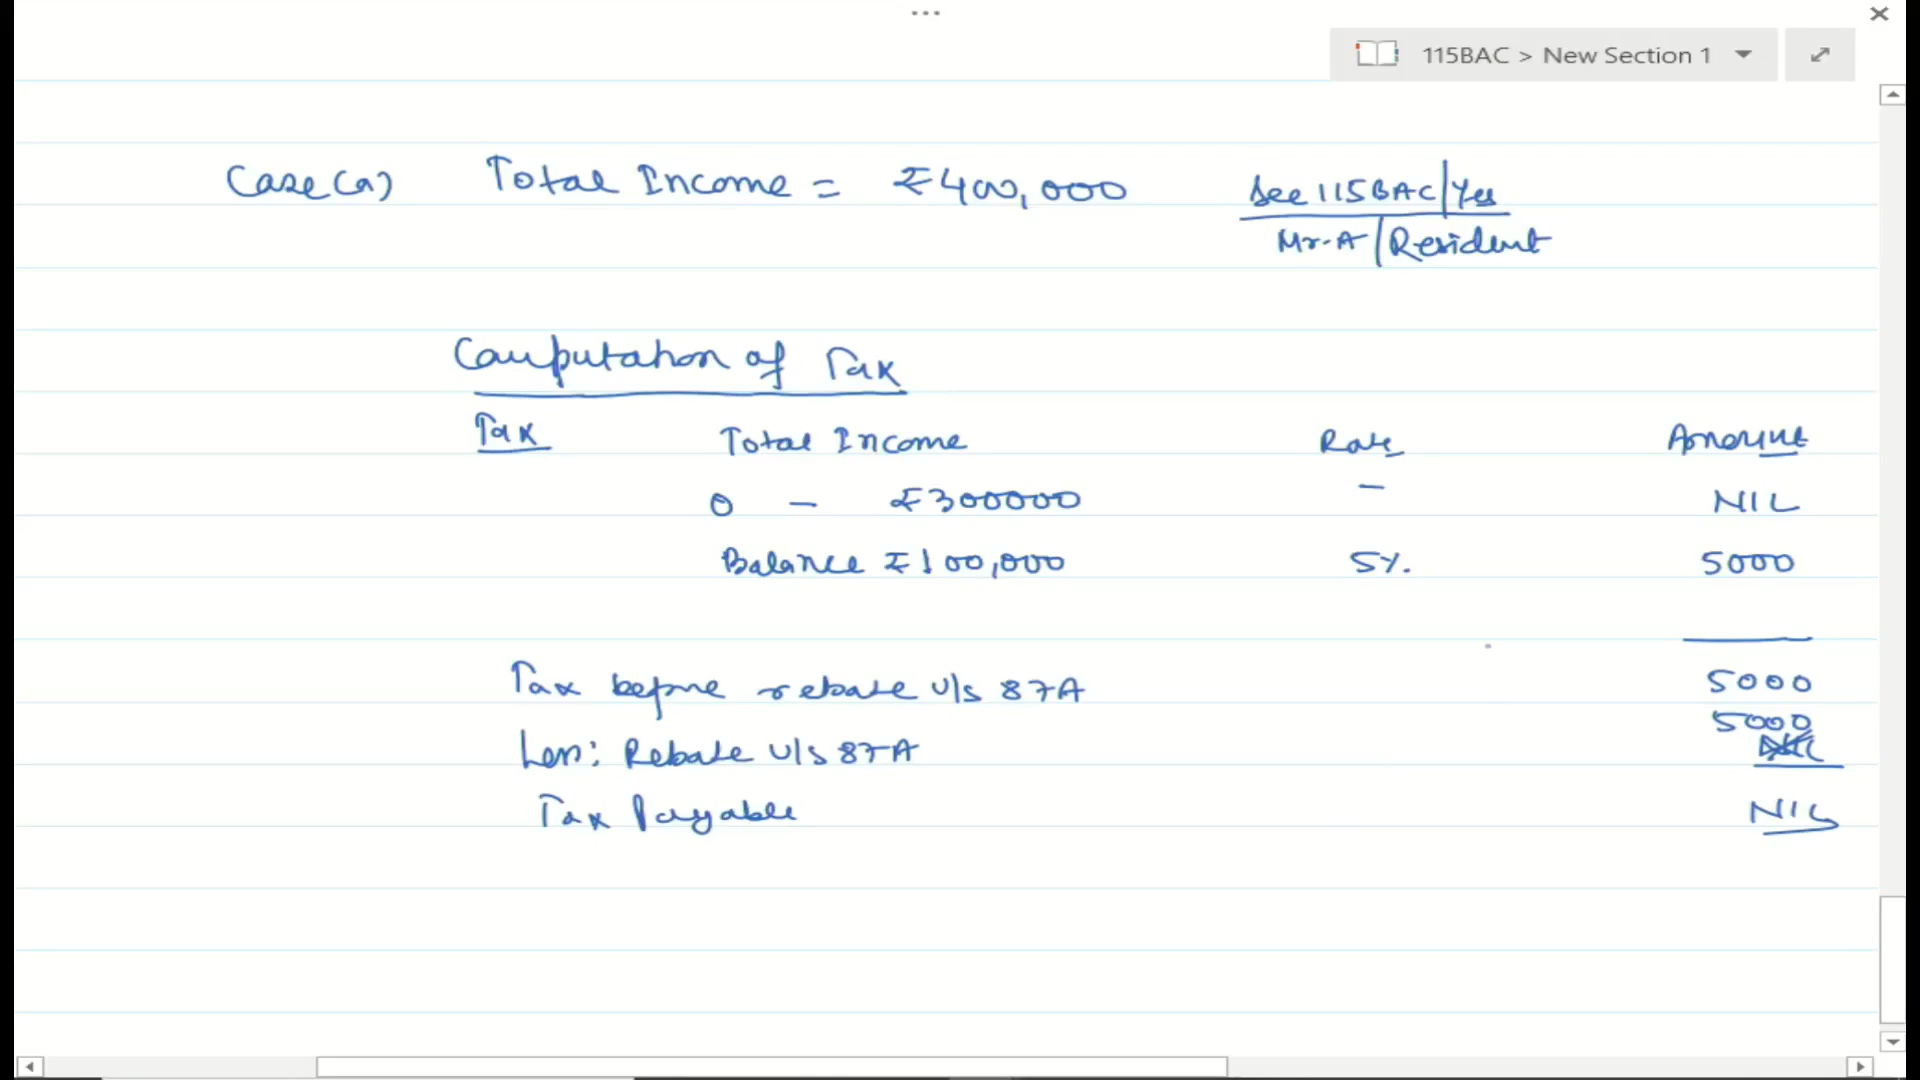 ...
115BAC > New Section 1
Case (a) Total Income = ₹400,000 See 115BAC/Yes
Mr. A/Resident
Computation of Tax
Tax Total Income Rate Amount
0 - ₹300000 - NIL
Balance ₹100,000 5% 5000
Tax before rebate u/s 87A 5000
5000
Less: Rebate u/s 87A
Tax Payable NIL